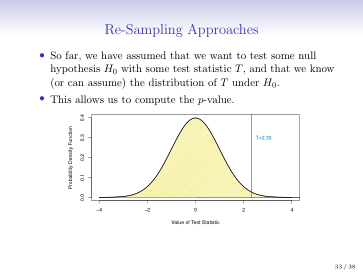 Re-Sampling Approaches
• So far, we have assumed that we want to test some null
hypothesis H0 with some test statistic T, and that we know
(or can assume) the distribution of T under H0.
• This allows us to compute the p-value.
T=2.33
Probability Density Function
0.0 0.1 0.2 0.3 0.4
−4 −2 0 2 4
Value of Test Statistic
33 / 38